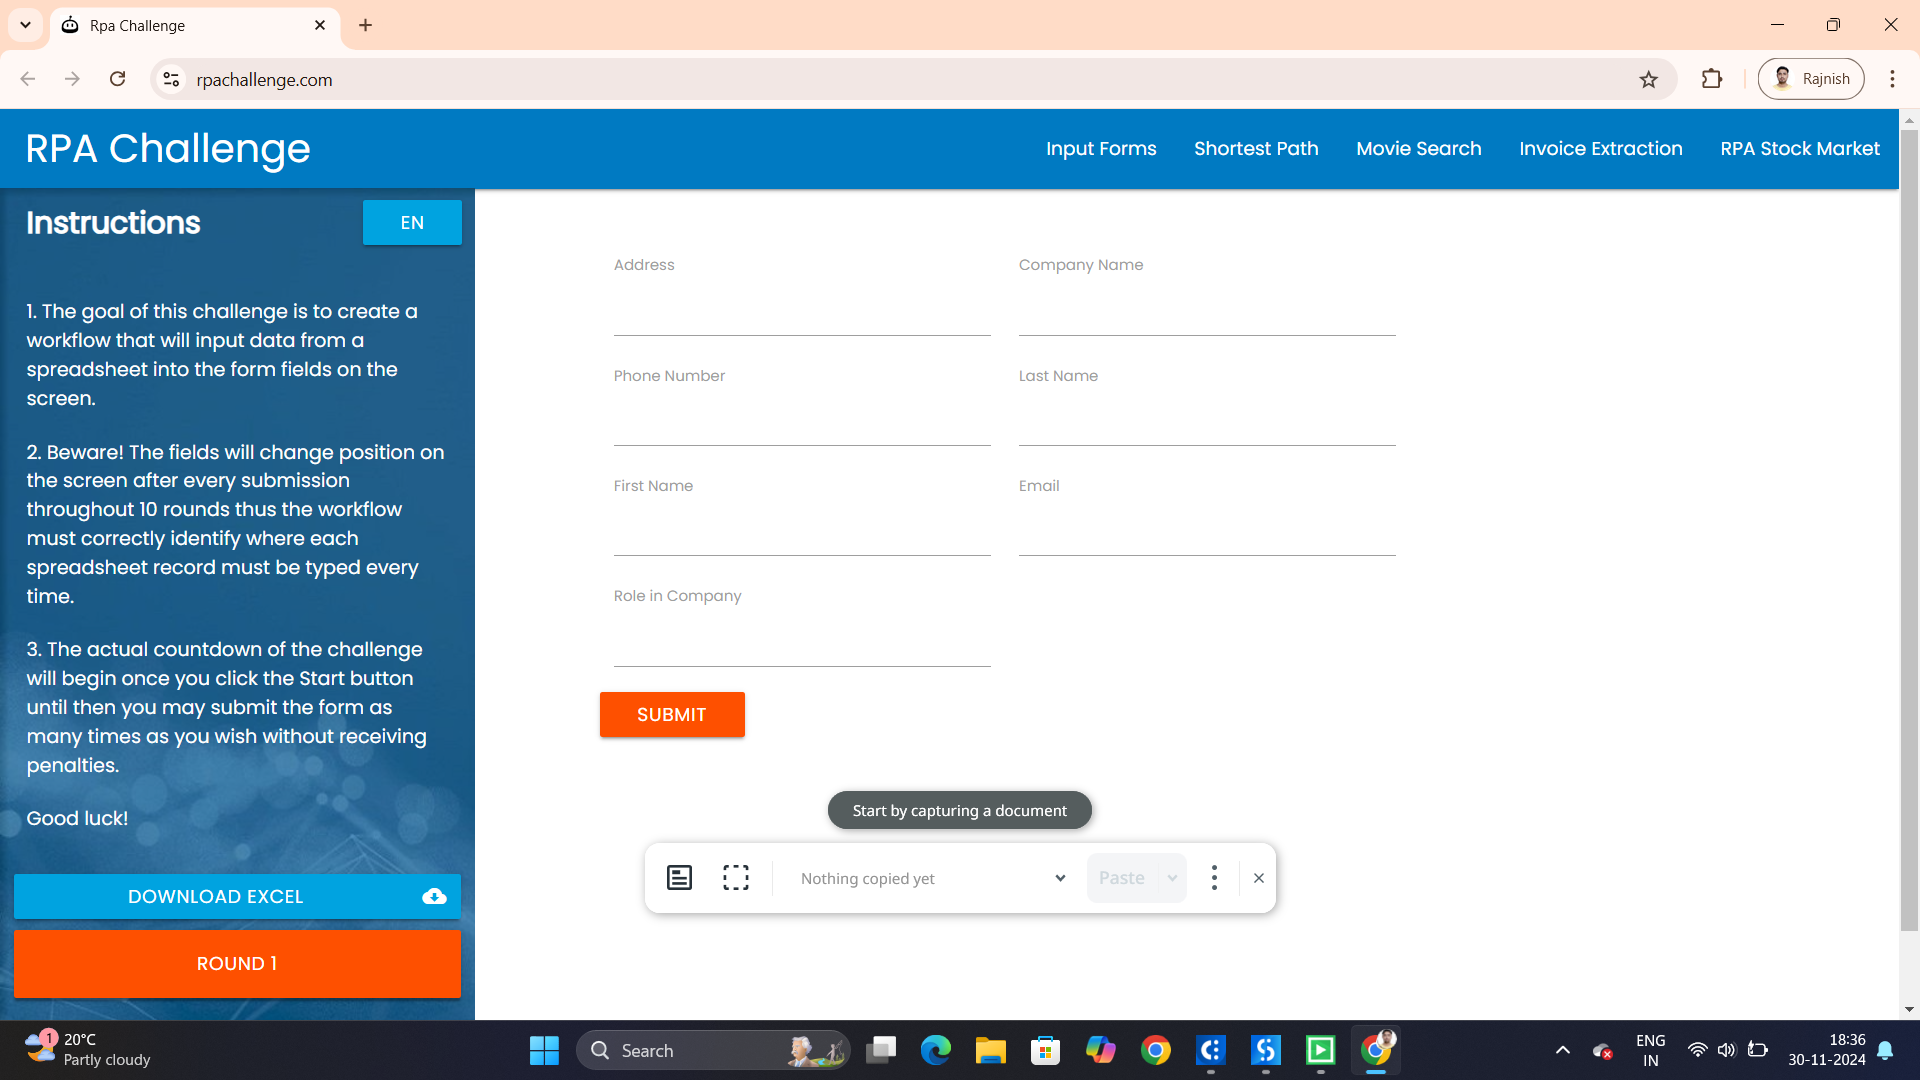 Rpa Challenge
rpachallenge.com
Rajnish
RPA Challenge
Input Forms
Shortest Path
Movie Search
Invoice Extraction
RPA Stock Market
Instructions
EN
1. The goal of this challenge is to create a
workflow that will input data from a
spreadsheet into the form fields on the
screen.
2. Beware! The fields will change position on
the screen after every submission
throughout 10 rounds thus the workflow
must correctly identify where each
spreadsheet record must be typed every
time.
3. The actual countdown of the challenge
will begin once you click the Start button
until then you may submit the form as
many times as you wish without receiving
penalties.
Good luck!
DOWNLOAD EXCEL
ROUND 1
Address
Company Name
Phone Number
Last Name
First Name
Email
Role in Company
SUBMIT
Start by capturing a document
Nothing copied yet
Paste
1
20°C
Partly cloudy
Search
ENG
IN
18:36
30-11-2024